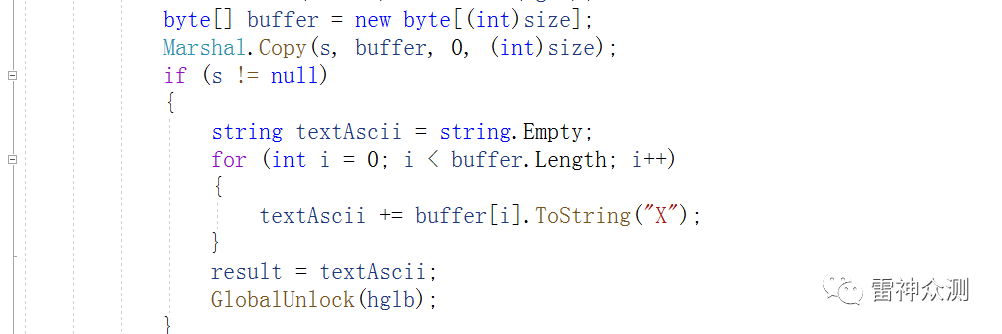 byte[] buffer = new byte[(int)size];
Marshal.Copy(s, buffer, 0, (int)size);
if (s != null)
{
string textAscii = string.Empty;
for (int i = 0; i < buffer.Length; i++)
{
textAscii += buffer[i].ToString("X");
}
result = textAscii;
GlobalUnlock(hglb);
}
雷神众测